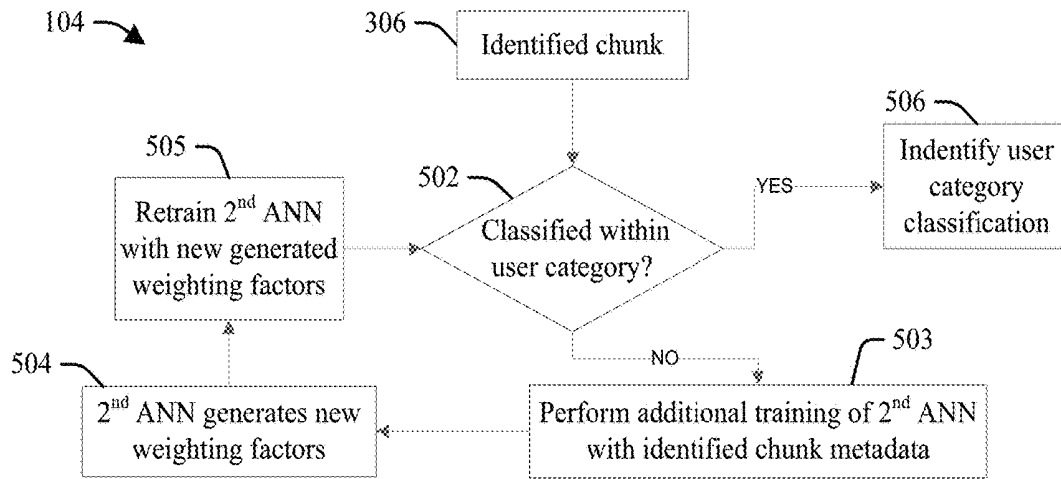 104
306
Identified chunk
506
Indentify user
category
classification
505
Retrain 2nd ANN
with new generated
weighting factors
502
Classified within
user category?
YES
NO
504
2nd ANN generates new
weighting factors
503
Perform additional training of 2nd ANN
with identified chunk metadata